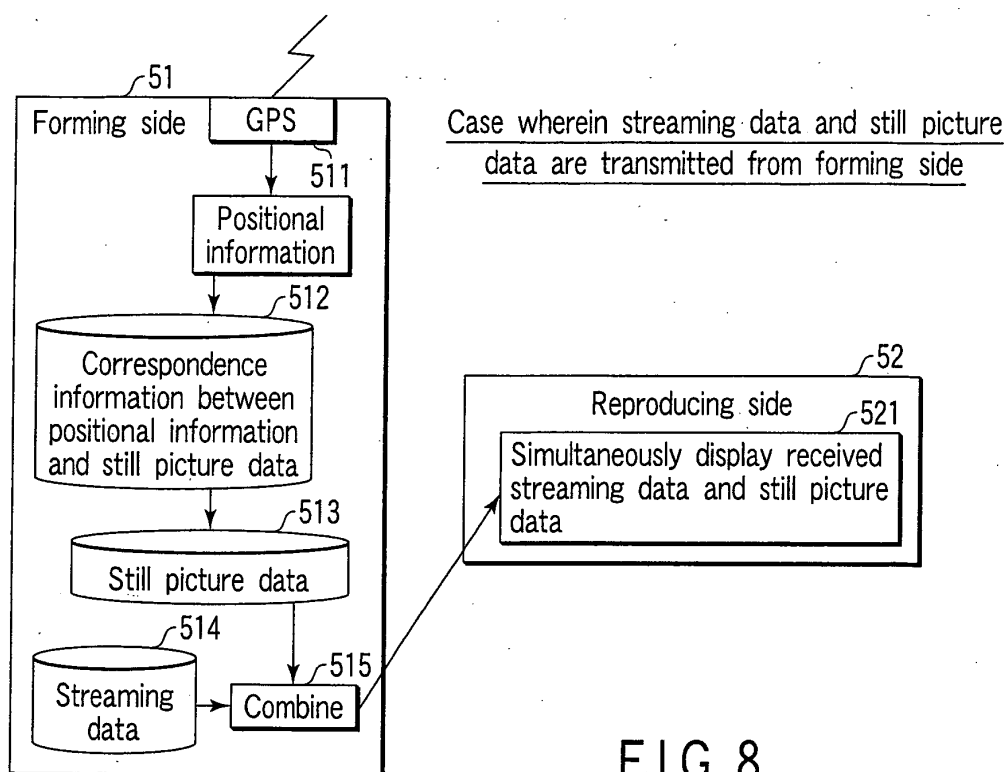 51
Forming side
GPS
511
Positional
information
512
Correspondence
information between
positional information
and still picture data
513
Still picture data
514
Streaming
data
515
Combine
Case wherein streaming data and still picture
data are transmitted from forming side
52
Reproducing side
521
Simultaneously display received
streaming data and still picture
data
FIG. 8